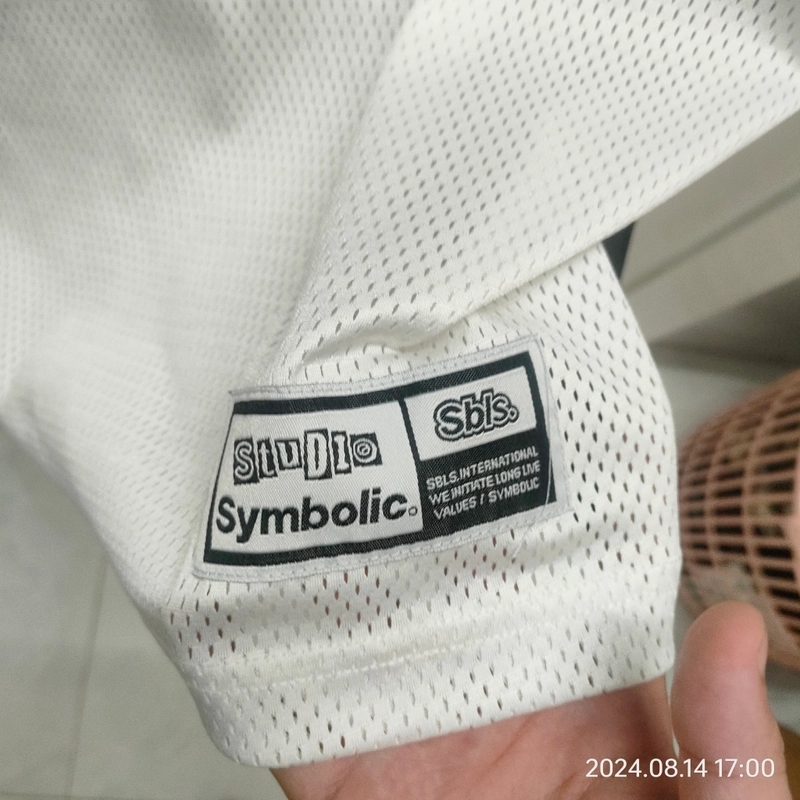 StuDIo
Symbolic.
Sbls.
SBLS.INTERNATIONAL
WE INITIATE LONG LIVE
VALUES / SYMBOLIC
2024.08.14 17:00